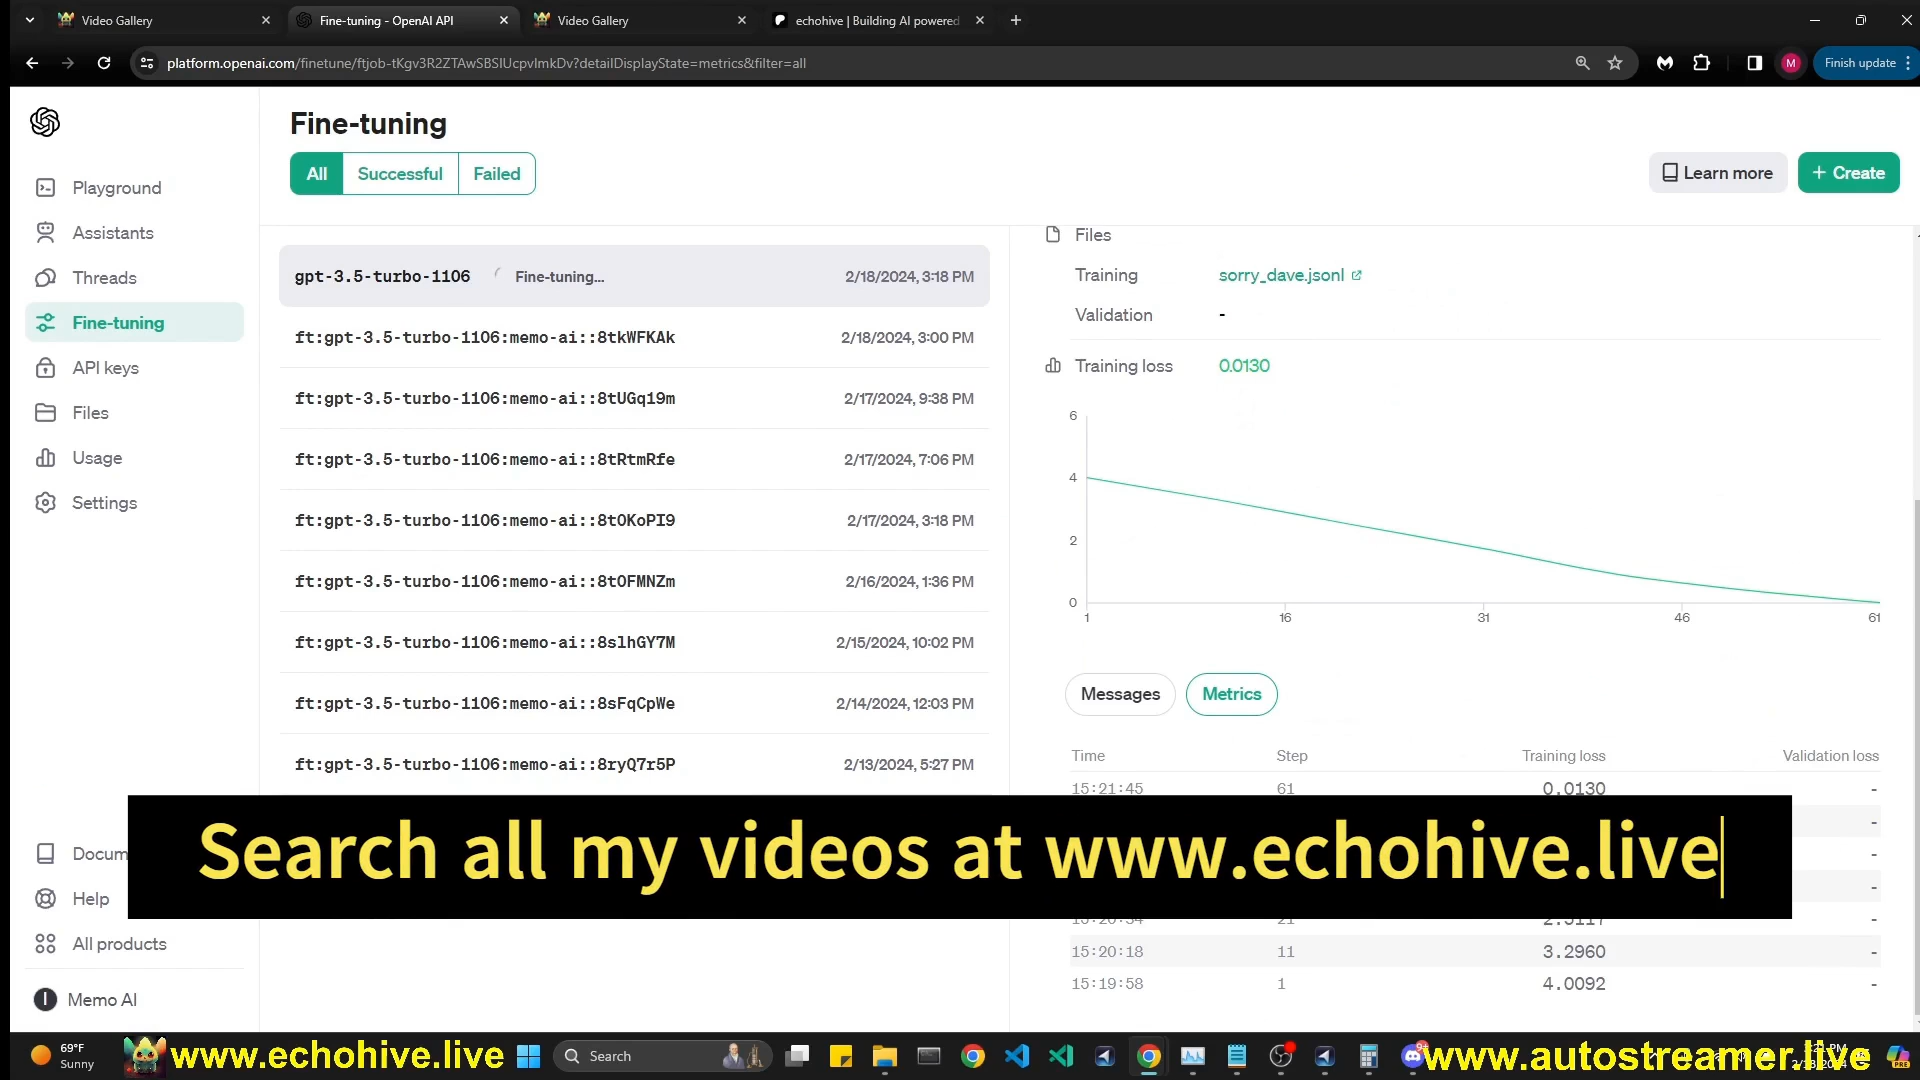 Video Gallery
Fine-tuning - OpenAI API
Video Gallery
echohive | Building AI powered
platform.openai.com/finetune/ftjob-tKgv3R2ZTAwSBSIUcpvImkDv?detailDisplayState=metrics&filter=all
M
Finish update
Playground
Assistants
Threads
Fine-tuning
API keys
Files
Usage
Settings
Docum
Help
All products
I Memo AI
Fine-tuning
All Successful Failed
Learn more
+ Create
gpt-3.5-turbo-1106 Fine-tuning... 2/18/2024, 3:18 PM
ft:gpt-3.5-turbo-1106:memo-ai::8tkWFKAk 2/18/2024, 3:00 PM
ft:gpt-3.5-turbo-1106:memo-ai::8tUGq19m 2/17/2024, 9:38 PM
ft:gpt-3.5-turbo-1106:memo-ai::8tRtmRfe 2/17/2024, 7:06 PM
ft:gpt-3.5-turbo-1106:memo-ai::8tOKoPI9 2/17/2024, 3:18 PM
ft:gpt-3.5-turbo-1106:memo-ai::8tOFMNZm 2/16/2024, 1:36 PM
ft:gpt-3.5-turbo-1106:memo-ai::8slhGY7M 2/15/2024, 10:02 PM
ft:gpt-3.5-turbo-1106:memo-ai::8sFqCpWe 2/14/2024, 12:03 PM
ft:gpt-3.5-turbo-1106:memo-ai::8ryQ7r5P 2/13/2024, 5:27 PM
Files
Training sorry_dave.jsonl
Validation -
Training loss 0.0130
6
4
2
0
1 16 31 46 61
Messages Metrics
Time Step Training loss Validation loss
15:21:45 61 0.0130 -
-
-
-
15:20:34 21 2.5117 -
15:20:18 11 3.2960 -
15:19:58 1 4.0092 -
Search all my videos at www.echohive.live
69°F
Sunny
www.echohive.live
Search
9+
www.autostreamer.live
PRE